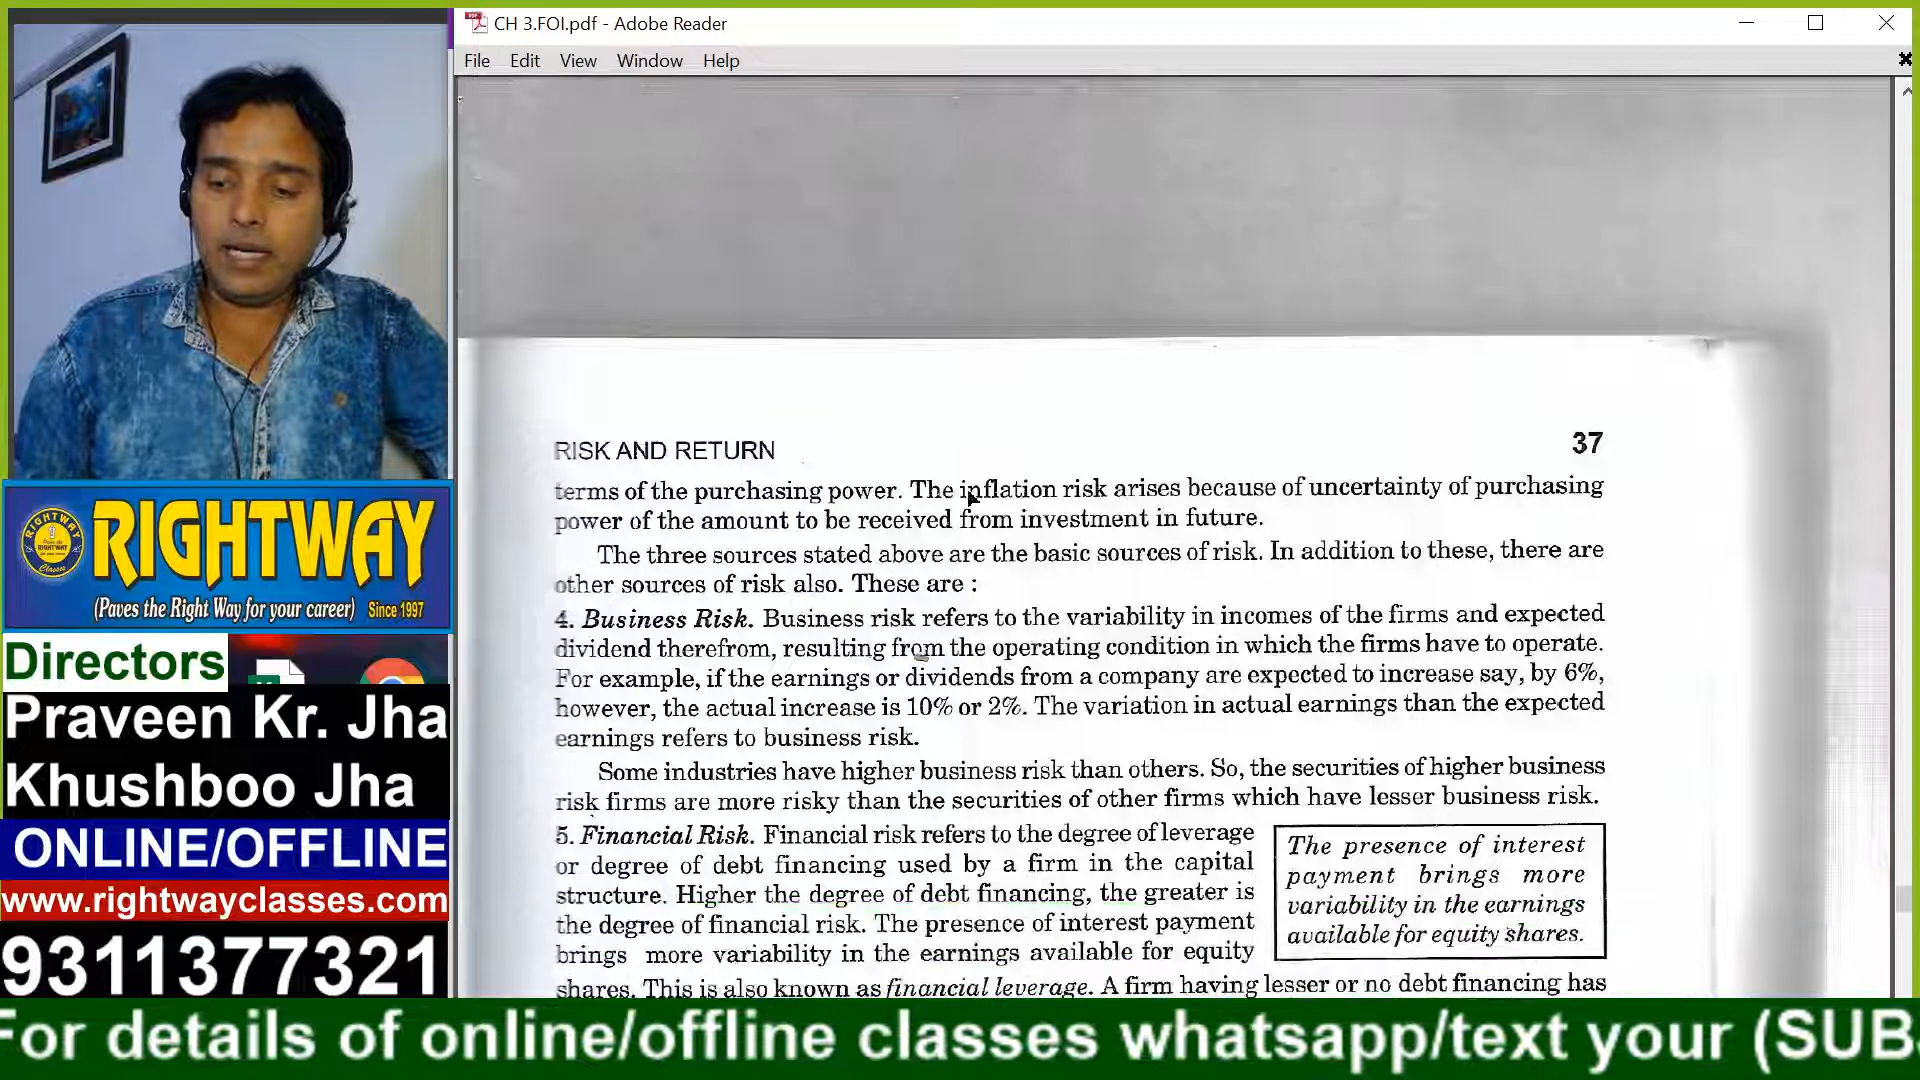 CH 3.FOI.pdf - Adobe Reader
File Edit View Window Help
RISK AND RETURN
37
terms of the purchasing power. The inflation risk arises because of uncertainty of purchasing
power of the amount to be received from investment in future.
The three sources stated above are the basic sources of risk. In addition to these, there are
other sources of risk also. These are :
4. Business Risk. Business risk refers to the variability in incomes of the firms and expected
dividend therefrom, resulting from the operating condition in which the firms have to operate.
For example, if the earnings or dividends from a company are expected to increase say, by 6%,
however, the actual increase is 10% or 2%. The variation in actual earnings than the expected
earnings refers to business risk.
Some industries have higher business risk than others. So, the securities of higher business
risk firms are more risky than the securities of other firms which have lesser business risk.
5. Financial Risk. Financial risk refers to the degree of leverage
or degree of debt financing used by a firm in the capital
structure. Higher the degree of debt financing, the greater is
the degree of financial risk. The presence of interest payment
brings more variability in the earnings available for equity
shares. This is also known as financial leverage. A firm having lesser or no debt financing has
The presence of interest
payment brings more
variability in the earnings
available for equity shares.
RIGHTWAY
RIGHTWAY
(Paves the Right Way for your career) Since 1997
Directors
Praveen Kr. Jha
Khushboo Jha
ONLINE/OFFLINE
www.rightwayclasses.com
9311377321
For details of online/offline classes whatsapp/text your (SUB